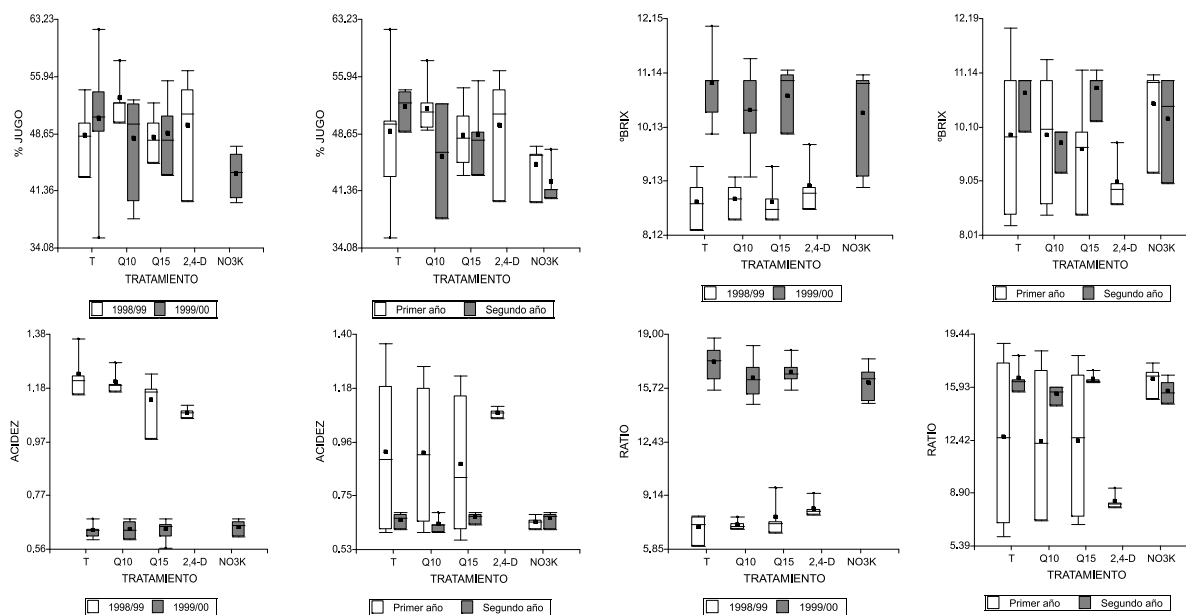 63,23
55,94
48,65
41,36
34,08
% JUGO
T Q10 Q15 2,4-D NO3K
TRATAMIENTO
1998/99 1999/00
63,23
55,94
48,65
41,36
34,08
% JUGO
T Q10 Q15 2,4-D NO3K
TRATAMIENTO
Primer año Segundo año
12,15
11,14
10,13
9,13
8,12
ºBRIX
T Q10 Q15 2,4-D NO3K
TRATAMIENTO
1998/99 1999/00
12,19
11,14
10,10
9,05
8,01
ºBRIX
T Q10 Q15 2,4-D NO3K
TRATAMIENTO
Primer año Segundo año
1,38
1,18
0,97
0,77
0,56
ACIDEZ
T Q10 Q15 2,4-D NO3K
TRATAMIENTO
1998/99 1999/00
1,40
1,18
0,96
0,75
0,53
ACIDEZ
T Q10 Q15 2,4-D NO3K
TRATAMIENTO
Primer año Segundo año
19,00
15,72
12,43
9,14
5,85
RATIO
T Q10 Q15 2,4-D NO3K
TRATAMIENTO
1998/99 1999/00
19,44
15,93
12,42
8,90
5,39
RATIO
T Q10 Q15 2,4-D NO3K
TRATAMIENTO
Primer año Segundo año